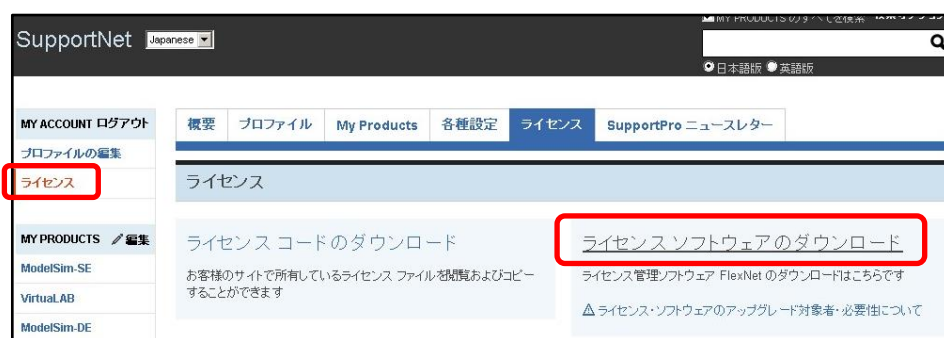 MY PRODUCTS のすべてを検索
SupportNet Japanese
日本語版 英語版
MY ACCOUNT ログアウト
プロファイルの編集
ライセンス
MY PRODUCTS 編集
ModelSim-SE
VirtuaLAB
ModelSim-DE
概要 プロファイル My Products 各種設定 ライセンス SupportPro ニュースレター
ライセンス
ライセンス コードのダウンロード
お客様のサイトで所有しているライセンス ファイルを閲覧およびコピー
することができます
ライセンス ソフトウェアのダウンロード
ライセンス管理ソフトウェア FlexNet のダウンロードはこちらです
ライセンス・ソフトウェアのアップグレード対象者・必要性について